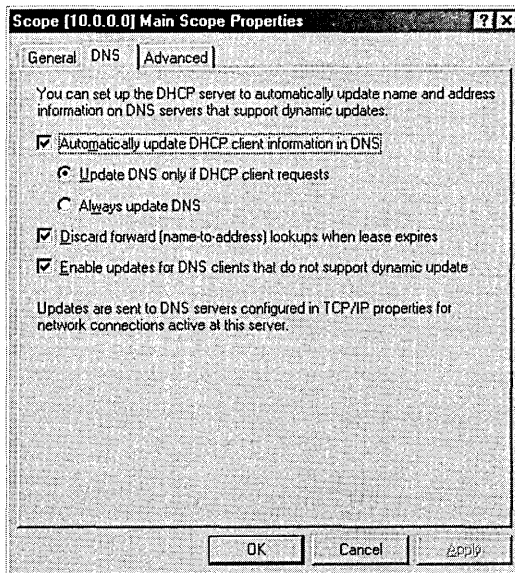 Scope [10.0.0.0] Main Scope Properties
General DNS Advanced
You can set up the DHCP server to automatically update name and address
information on DNS servers that support dynamic updates.
Automatically update DHCP client information in DNS
Update DNS only if DHCP client requests
Always update DNS
Discard forward (name-to-address) lookups when lease expires
Enable updates for DNS clients that do not support dynamic update
Updates are sent to DNS servers configured in TCP/IP properties for
network connections active at this server.
OK Cancel Apply